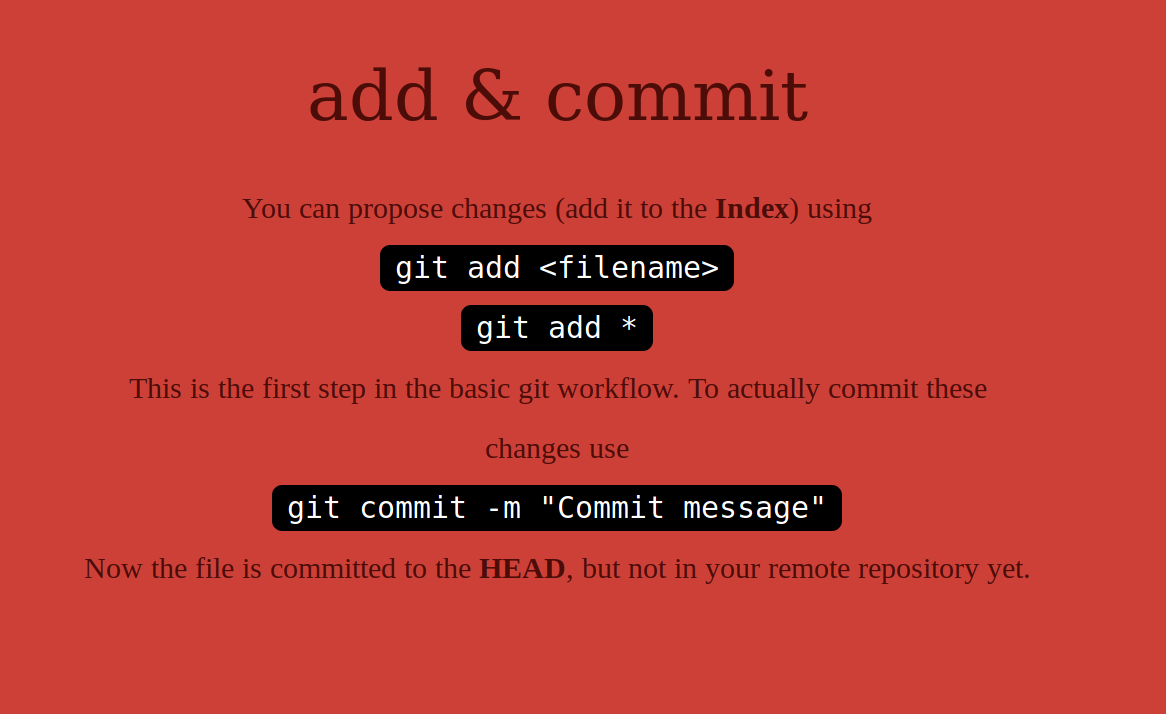 add & commit
You can propose changes (add it to the Index) using
git add <filename>
git add *
This is the first step in the basic git workflow. To actually commit these
changes use
git commit -m "Commit message"
Now the file is committed to the HEAD, but not in your remote repository yet.